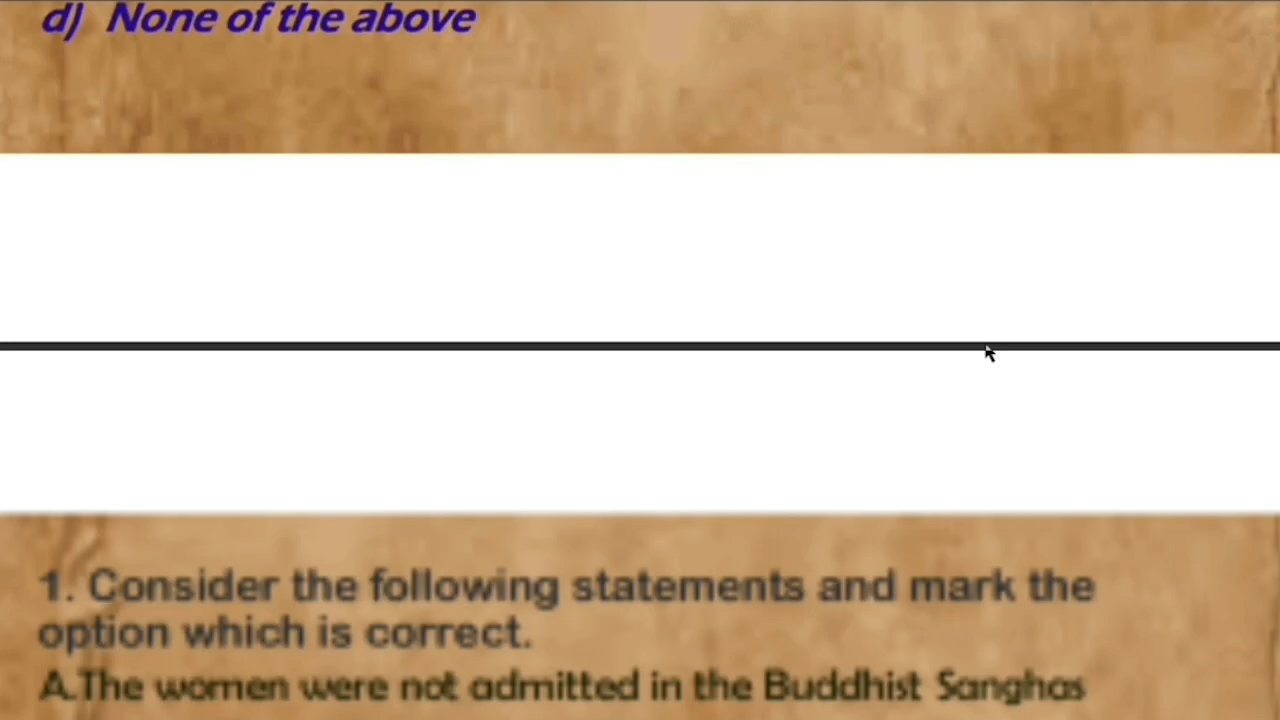 d) None of the above
1. Consider the following statements and mark the
option which is correct.
A.The women were not admitted in the Buddhist Sanghas